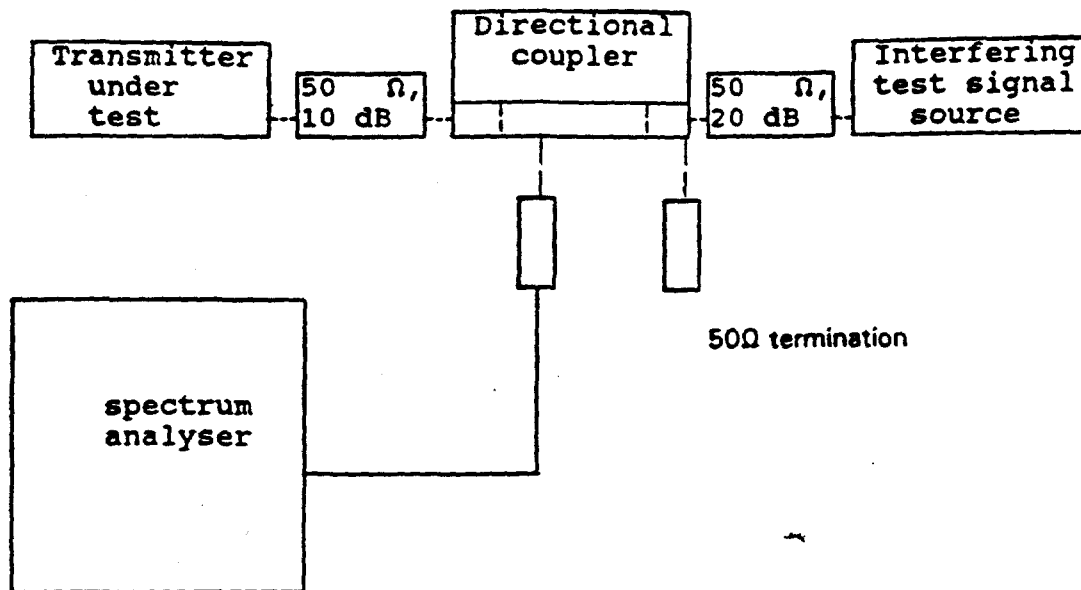 Transmitter
under
test
50 Ω,
10 dB
Directional
coupler
50 Ω,
20 dB
Interfering
test signal
source
50Ω termination
spectrum
analyser